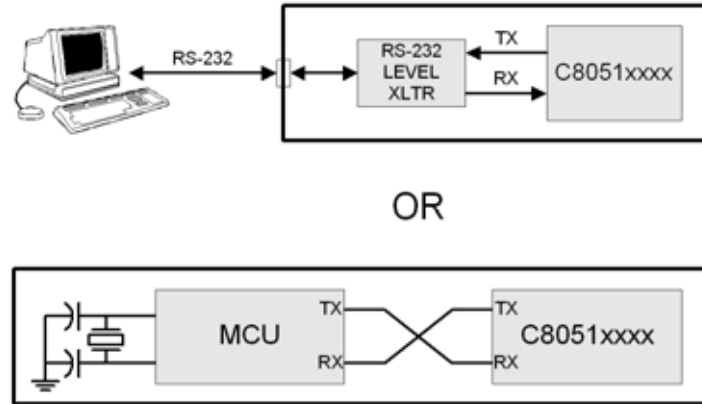 RS-232
RS-232
LEVEL
XLTR
TX
RX
C8051xxxx
OR
MCU
TX
RX
TX
RX
C8051xxxx